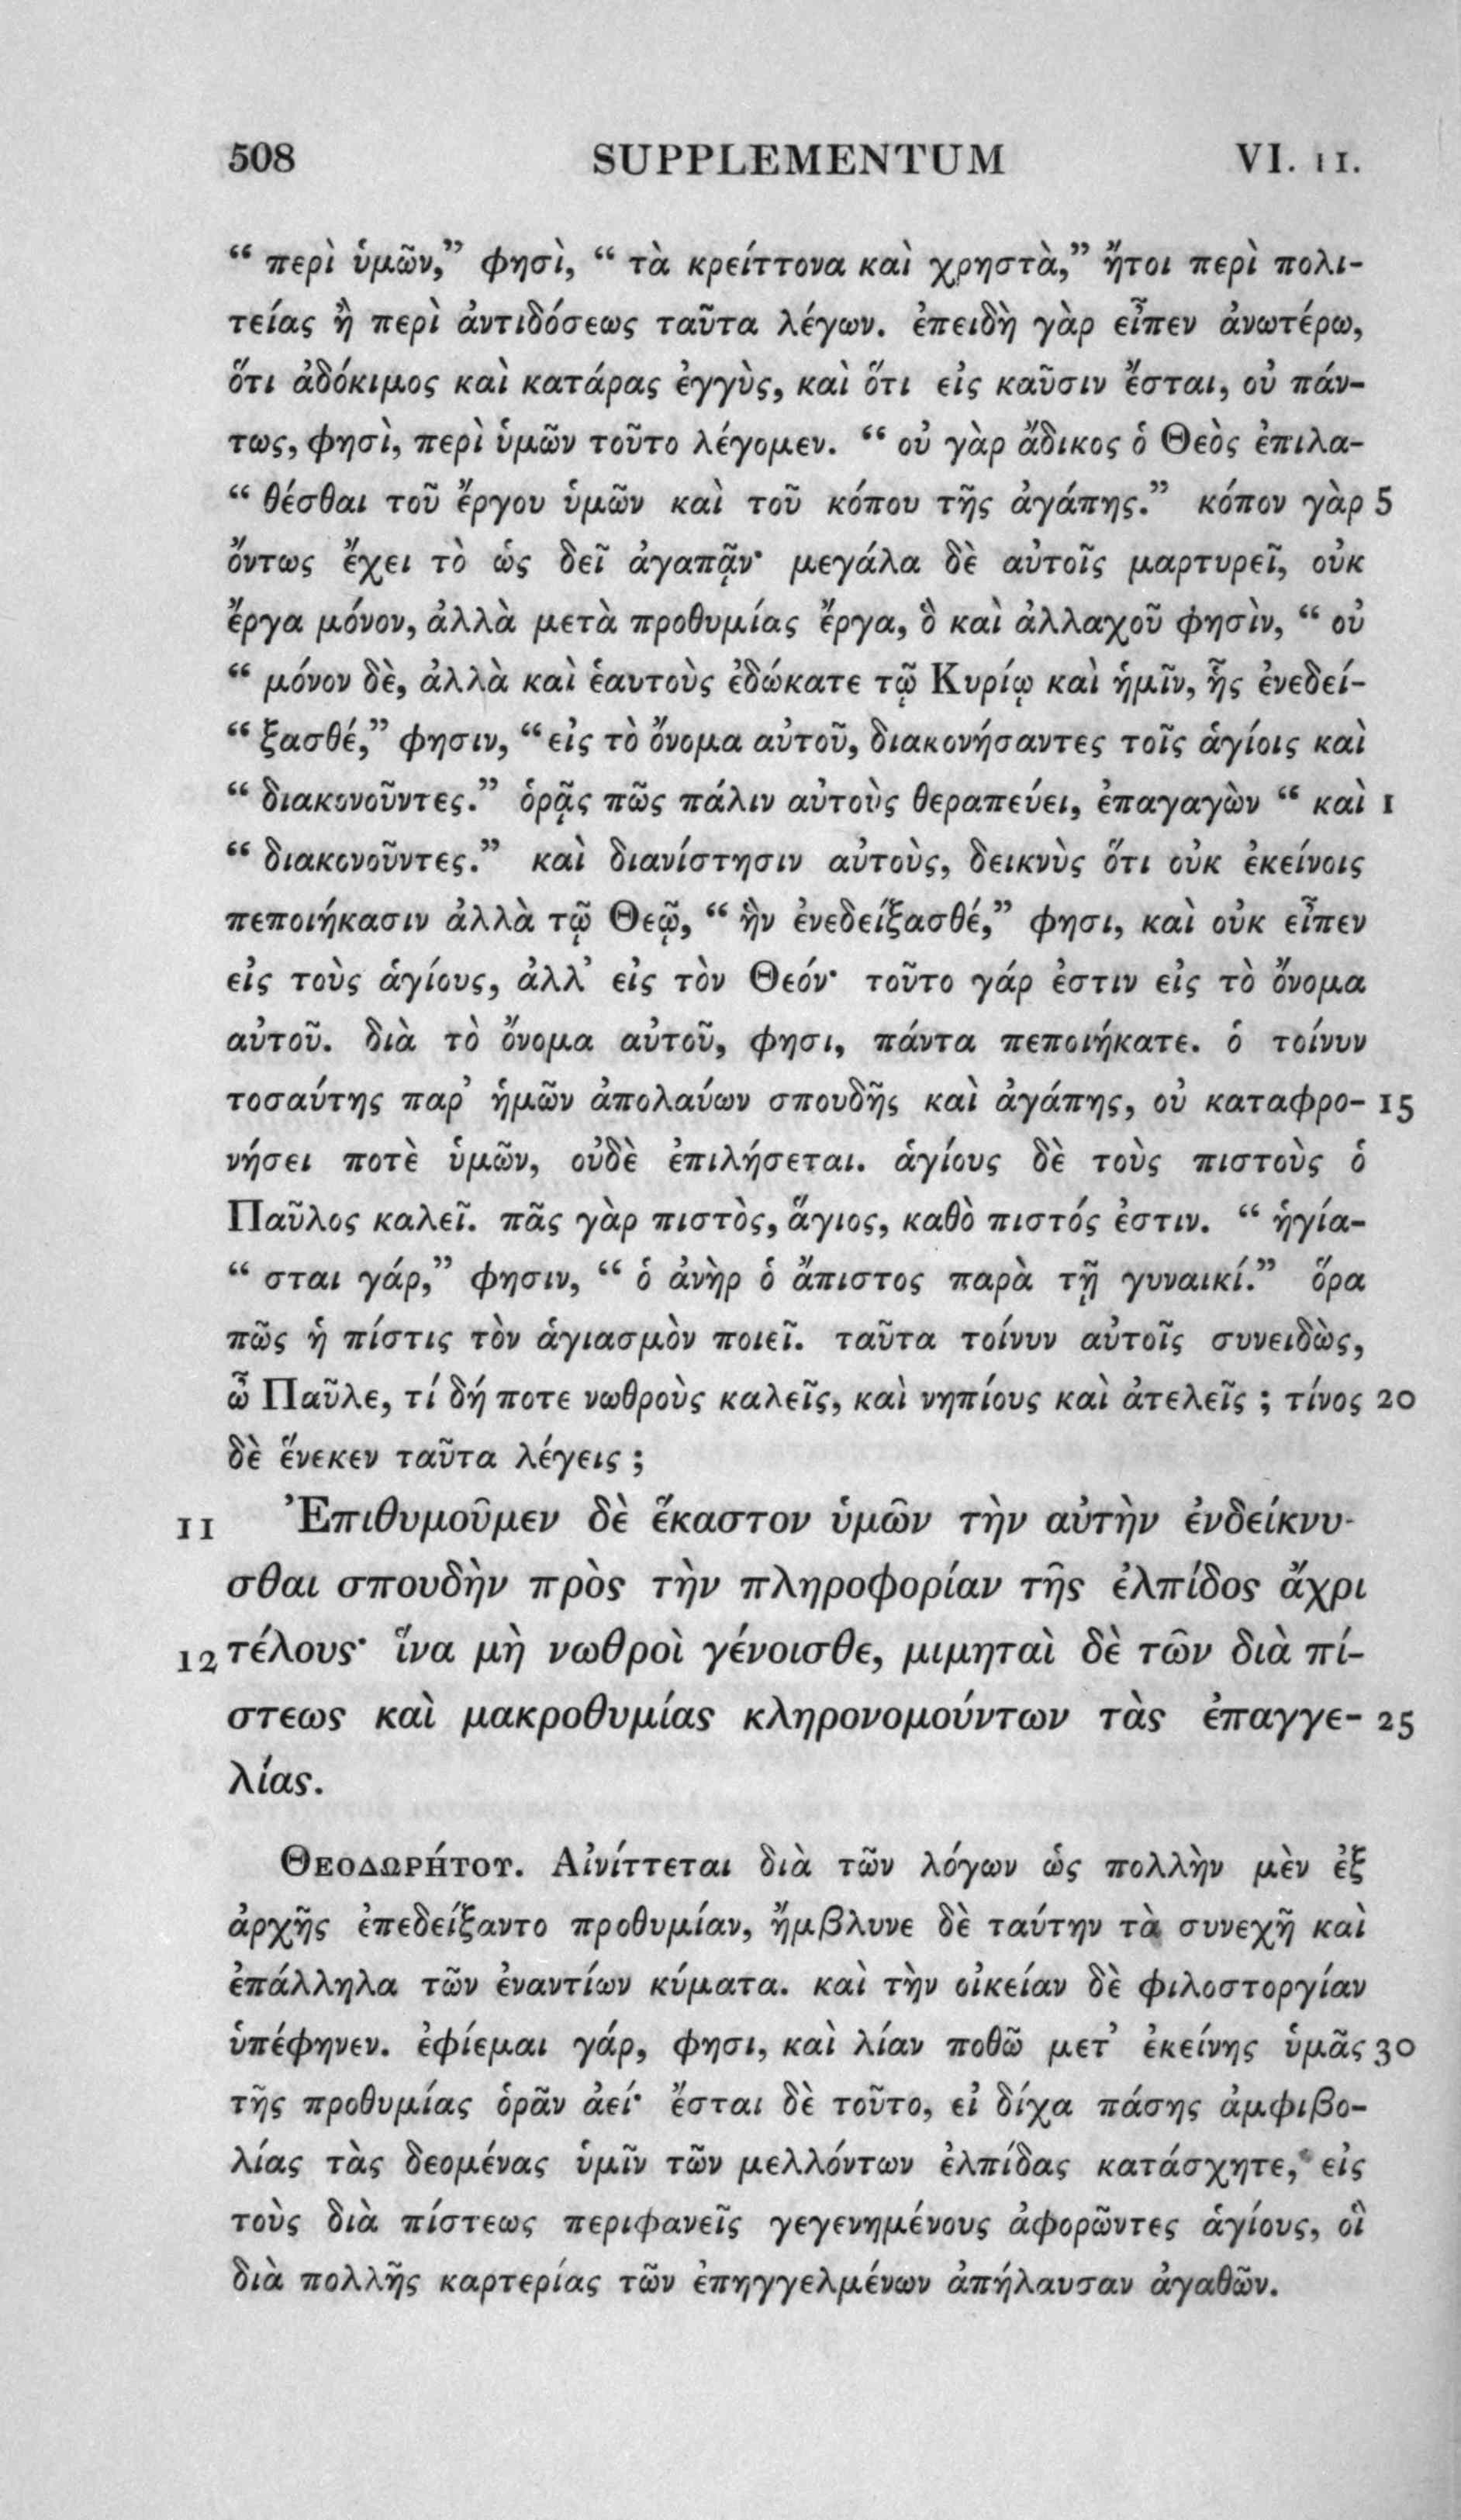 508 SUPPLEMENTUM VI. 11.
“ περὶ ὑμῶν,” φησὶ, “ τὰ κρείττονα καὶ χρηστὰ,” ἤτοι περὶ πολι-
τείας ἢ περὶ ἀντιδόσεως ταῦτα λέγων. ἐπειδὴ γὰρ εἶπεν ἀνωτέρω,
ὅτι ἀδόκιμος καὶ κατάρας ἐγγὺς, καὶ ὅτι εἰς καῦσιν ἔσται, οὐ πάν-
τως, φησὶ, περὶ ὑμῶν τοῦτο λέγομεν. “ οὐ γὰρ ἄδικος ὁ Θεὸς ἐπιλα-
“ θέσθαι τοῦ ἔργου ὑμῶν καὶ τοῦ κόπου τῆς ἀγάπης.” κόπον γὰρ 5
ὄντως ἔχει τὸ ὡς δεῖ ἀγαπᾷν· μεγάλα δὲ αὐτοῖς μαρτυρεῖ, οὐκ
ἔργα μόνον, ἀλλὰ μετὰ προθυμίας ἔργα, ὃ καὶ ἀλλαχοῦ φησὶν, “ οὐ
“ μόνον δὲ, ἀλλὰ καὶ ἑαυτοὺς ἐδώκατε τῷ Κυρίῳ καὶ ἡμῖν, ἧς ἐνεδεί-
“ ξασθέ,” φησιν, “ εἰς τὸ ὄνομα αὐτοῦ, διακονήσαντες τοῖς ἁγίοις καὶ
“ διακονοῦντες.” ὁρᾷς πῶς πάλιν αὐτοὺς θεραπεύει, ἐπαγαγὼν “ καὶ 1
“ διακονοῦντες.” καὶ διανίστησιν αὐτοὺς, δεικνὺς ὅτι οὐκ ἐκείνοις
πεποιήκασιν ἀλλὰ τῷ Θεῷ, “ ἣν ἐνεδείξασθέ,” φησι, καὶ οὐκ εἶπεν
εἰς τοὺς ἁγίους, ἀλλ’ εἰς τὸν Θεόν· τοῦτο γάρ ἐστιν εἰς τὸ ὄνομα
αὐτοῦ. διὰ τὸ ὄνομα αὐτοῦ, φησι, πάντα πεποιήκατε. ὁ τοίνυν
τοσαύτης παρ’ ἡμῶν ἀπολαύων σπουδῆς καὶ ἀγάπης, οὐ καταφρο- 15
νήσει ποτὲ ὑμῶν, οὐδὲ ἐπιλήσεται. ἁγίους δὲ τοὺς πιστοὺς ὁ
Παῦλος καλεῖ. πᾶς γὰρ πιστὸς, ἅγιος, καθὸ πιστός ἐστιν. “ ἡγία-
“ σται γάρ,” φησιν, “ ὁ ἀνὴρ ὁ ἄπιστος παρὰ τῇ γυναικί.” ὅρα
πῶς ἡ πίστις τὸν ἁγιασμὸν ποιεῖ. ταῦτα τοίνυν αὐτοῖς συνειδὼς,
ὦ Παῦλε, τί δή ποτε νωθροὺς καλεῖς, καὶ νηπίους καὶ ἀτελεῖς ; τίνος 20
δὲ ἕνεκεν ταῦτα λέγεις ;
11 Ἐπιθυμοῦμεν δὲ ἕκαστον ὑμῶν τὴν αὐτὴν ἐνδείκνυ-
σθαι σπουδὴν πρὸς τὴν πληροφορίαν τῆς ἐλπίδος ἄχρι
12 τέλους· ἵνα μὴ νωθροὶ γένοισθε, μιμηταὶ δὲ τῶν διὰ πί-
στεως καὶ μακροθυμίας κληρονομούντων τὰς ἐπαγγε- 25
λίας.
ΘΕΟΔΩΡΉΤΟΥ. Αἰνίττεται διὰ τῶν λόγων ὡς πολλὴν μὲν ἐξ
ἀρχῆς ἐπεδείξαντο προθυμίαν, ἤμβλυνε δὲ ταύτην τὰ συνεχῆ καὶ
ἐπάλληλα τῶν ἐναντίων κύματα. καὶ τὴν οἰκείαν δὲ φιλοστοργίαν
ὑπέφηνεν. ἐφίεμαι γάρ, φησι, καὶ λίαν ποθῶ μετ’ ἐκείνης ὑμᾶς 30
τῆς προθυμίας ὁρᾶν ἀεί· ἔσται δὲ τοῦτο, εἰ δίχα πάσης ἀμφιβο-
λίας τὰς δεομένας ὑμῖν τῶν μελλόντων ἐλπίδας κατάσχητε, εἰς
τοὺς διὰ πίστεως περιφανεῖς γεγενημένους ἀφορῶντες ἁγίους, οἳ
διὰ πολλῆς καρτερίας τῶν ἐπηγγελμένων ἀπήλαυσαν ἀγαθῶν.